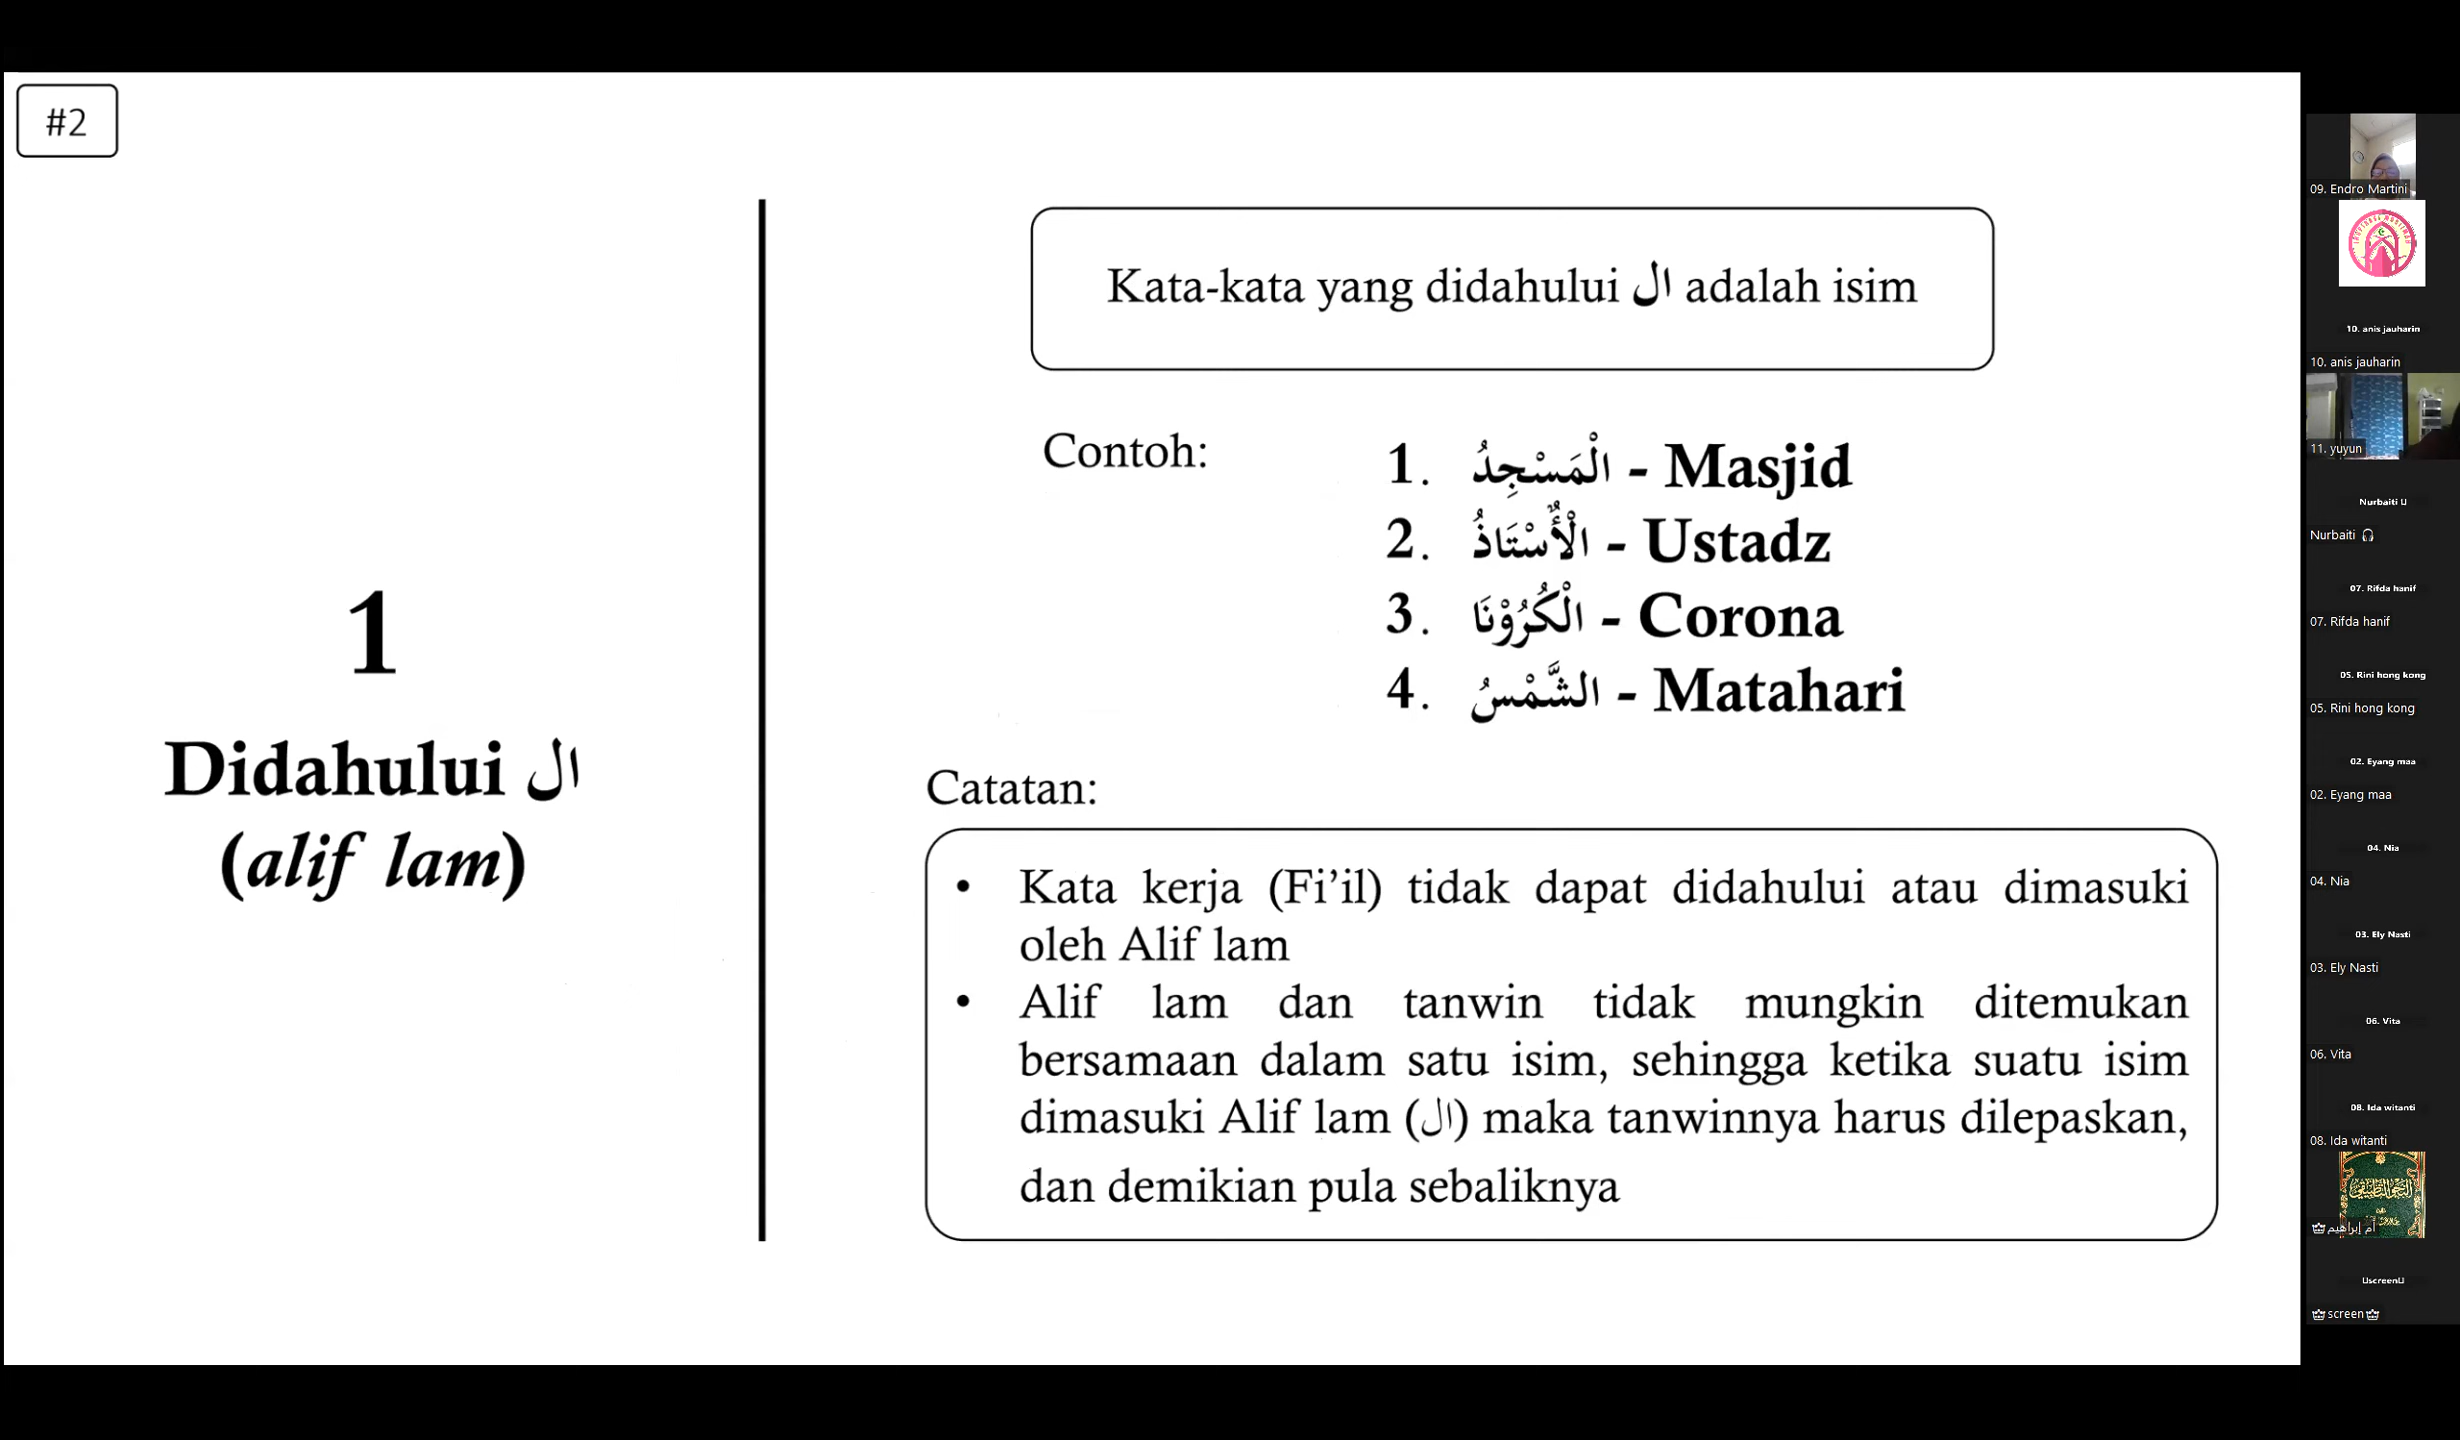 #2
1
Didahului ال
(alif lam)
Kata-kata yang didahului ال adalah isim
Contoh:
1. الْمَسْجِدُ - Masjid
2. الْأُسْتَاذُ - Ustadz
3. الْكُرُوْنَا - Corona
4. الشَّمْسُ - Matahari
Catatan:
• Kata kerja (Fi’il) tidak dapat didahului atau dimasuki
oleh Alif lam
• Alif lam dan tanwin tidak mungkin ditemukan
bersamaan dalam satu isim, sehingga ketika suatu isim
dimasuki Alif lam (ال) maka tanwinnya harus dilepaskan,
dan demikian pula sebaliknya
09. Endro Martini
10. anis jauharin
10. anis jauharin
11. yuyun
Nurbaiti
Nurbaiti
07. Rifda hanif
07. Rifda hanif
05. Rini hong kong
05. Rini hong kong
02. Eyang maa
02. Eyang maa
04. Nia
04. Nia
03. Ely Nasti
03. Ely Nasti
06. Vita
06. Vita
08. Ida witanti
08. Ida witanti
النحو التطبيقي
أم إبراهيم
screen
screen